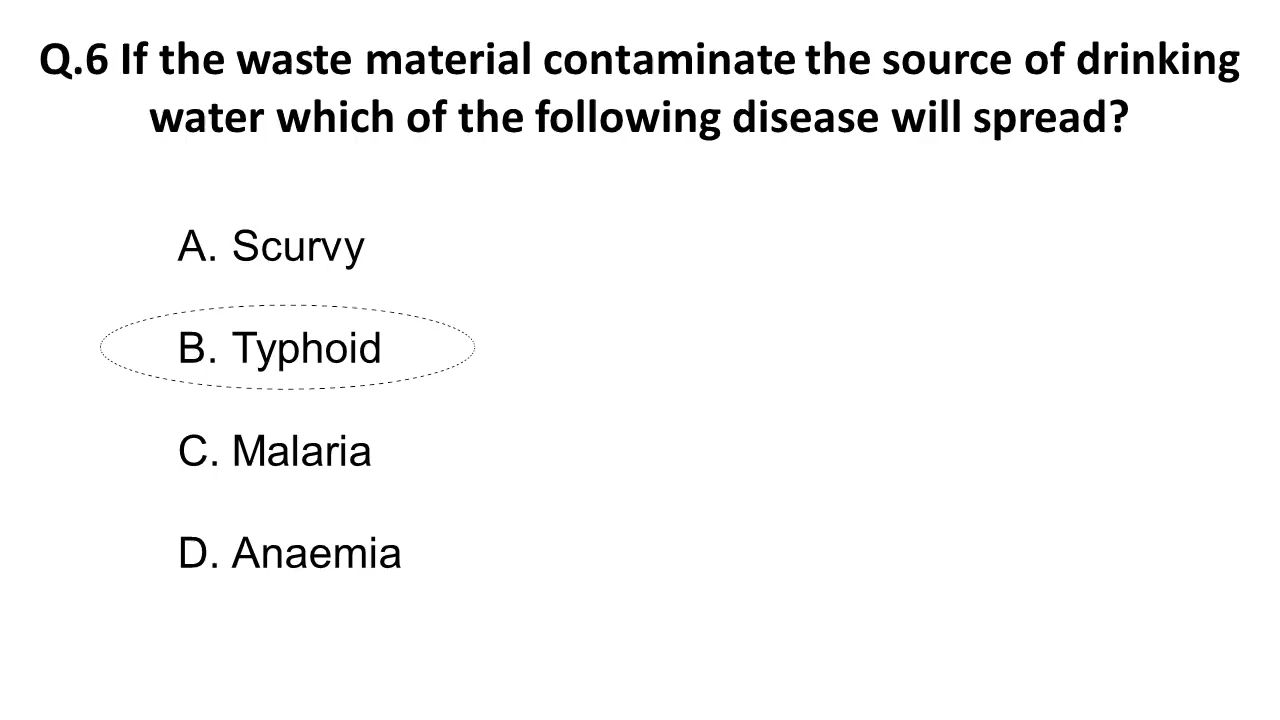 Q.6 If the waste material contaminate the source of drinking
water which of the following disease will spread?
A. Scurvy
B. Typhoid
C. Malaria
D. Anaemia